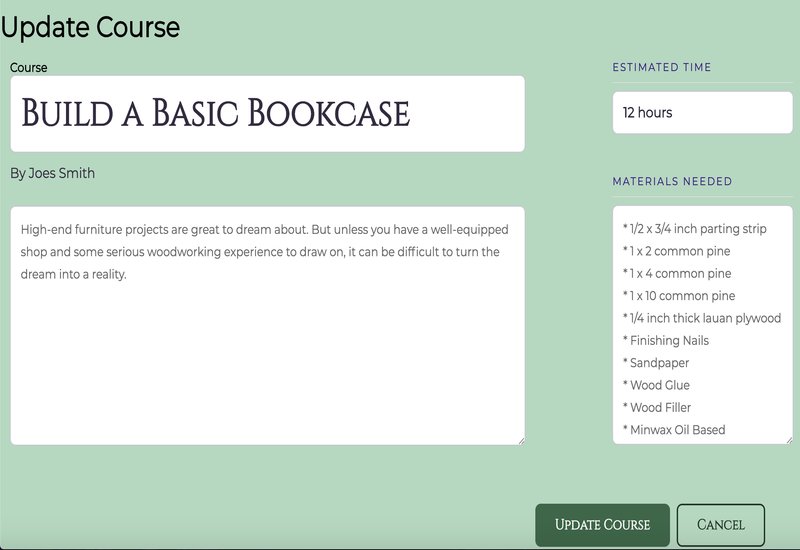 Update Course
Course
Build a Basic Bookcase
By Joes Smith
High-end furniture projects are great to dream about. But unless you have a well-equipped
shop and some serious woodworking experience to draw on, it can be difficult to turn the
dream into a reality.
ESTIMATED TIME
12 hours
MATERIALS NEEDED
* 1/2 x 3/4 inch parting strip
* 1 x 2 common pine
* 1 x 4 common pine
* 1 x 10 common pine
* 1/4 inch thick lauan plywood
* Finishing Nails
* Sandpaper
* Wood Glue
* Wood Filler
* Minwax Oil Based
Update Course
Cancel